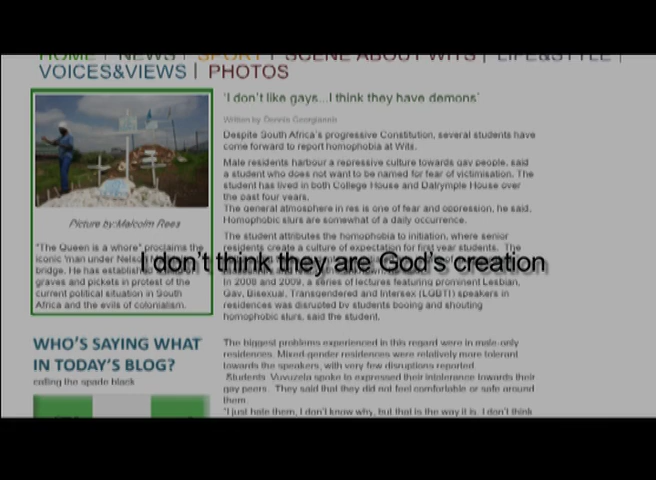 HOME | NEWS | SPORT | SCENE ABOUT WITS | LIFE&STYLE |
VOICES&VIEWS | PHOTOS
'I don't like gays...I think they have demons'
Written by
Despite South Africa's progressive Constitution, several students have
come forward to report homophobia at Wits.
Male residents harbour a repressive culture towards gay people, said
a student who does not want to be named for fear of victimisation. The
student has lived in both College House and Dalrymple House over
the past four years.
The general atmosphere in res is one of fear and oppression, he said.
Homophobic slurs are somewhat of a daily occurrence.
The student attributes the homophobia to initiation, where senior
residents create a culture of expectation for first year students. The
In 2008 and 2009, a series of lectures featuring prominent Lesbian,
Gay, Bisexual, Transgendered and Intersex (LGBTI) speakers in
residences was disrupted by students booing and shouting
homophobic slurs, said the student.
The biggest problems experienced in this regard were in male-only
residences. Mixed-gender residences were relatively more tolerant
towards the speakers, with very few disruptions reported.
Students Vuvuzela spoke to expressed their intolerance towards their
gay peers. They said that they did not feel comfortable or safe around
them.
"I just hate them, I don't know why, but that is the way it is. I don't think
Picture by:Malcolm Rees
"The Queen is a whore" proclaims the
iconic 'man under Nelson
bridge. He has established
graves and pickets in protest of the
current political situation in South
Africa and the evils of colonialism.
I don't think they are God's creation
WHO'S SAYING WHAT
IN TODAY'S BLOG?
calling the spade black